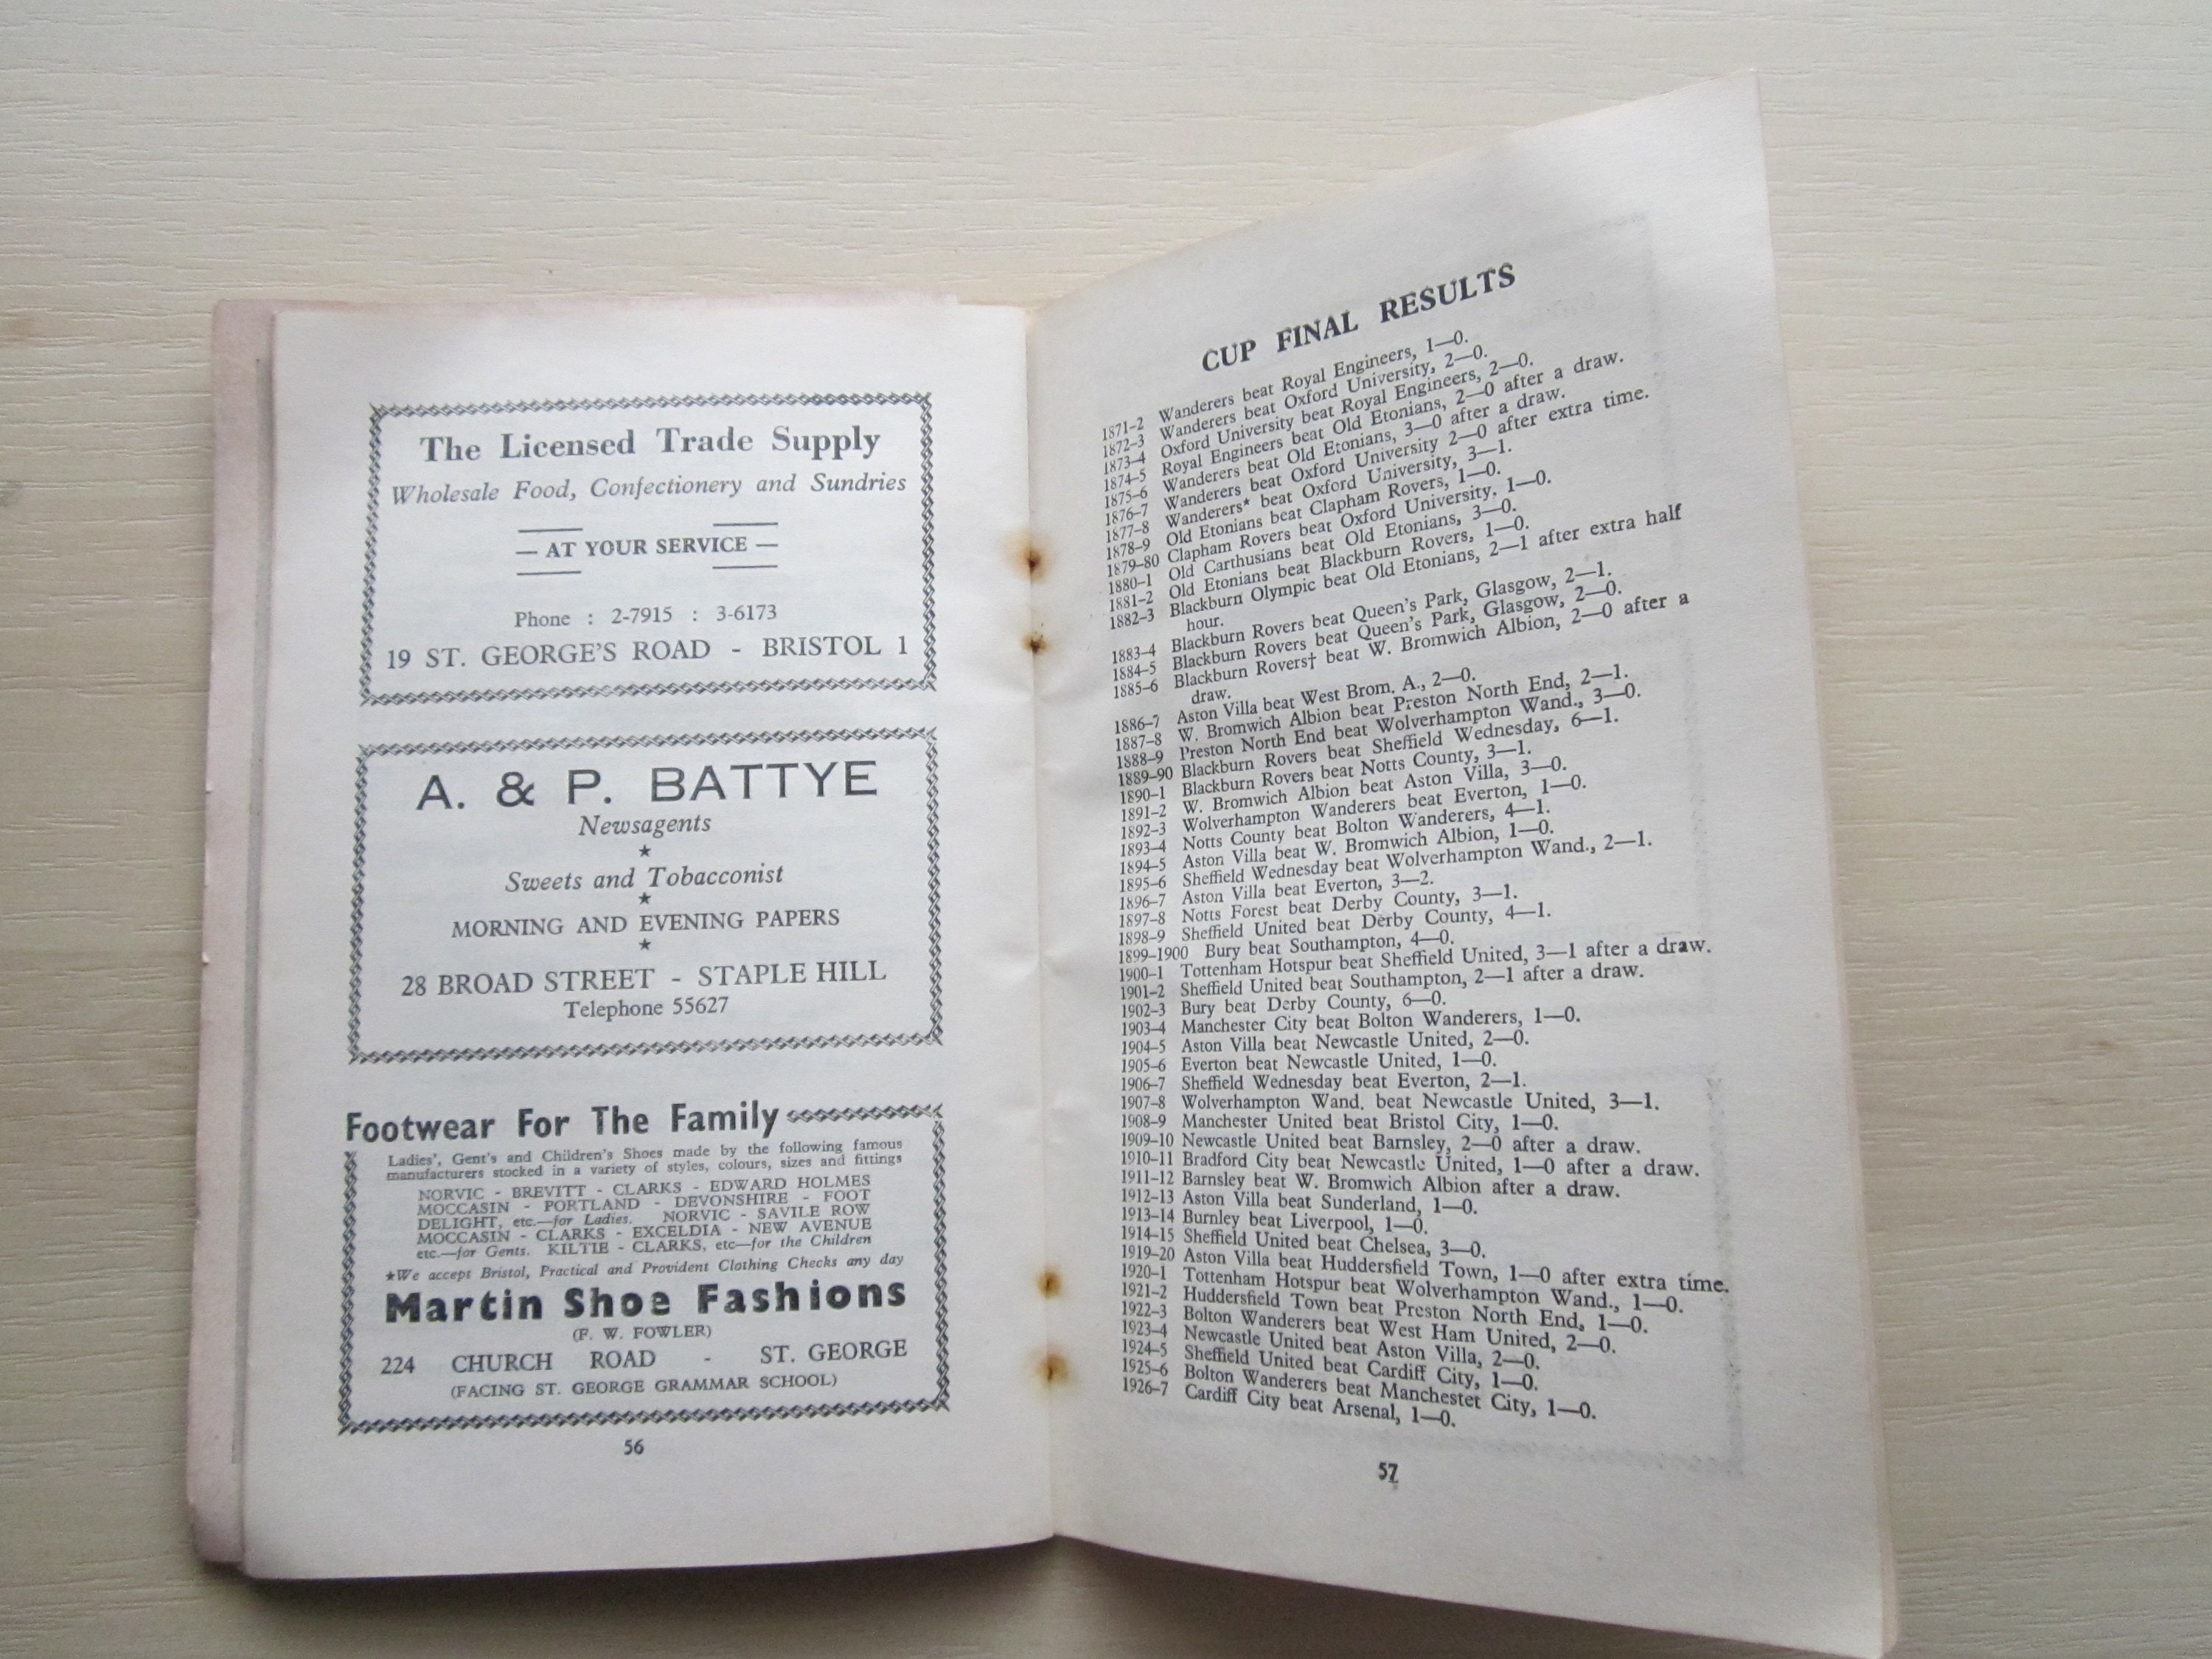 The Licensed Trade Supply
Wholesale Food, Confectionery and Sundries
— AT YOUR SERVICE —
Phone : 2-7915 : 3-6173
19 ST. GEORGE'S ROAD - BRISTOL 1
A. & P. BATTYE
Newsagents
★
Sweets and Tobacconist
★
MORNING AND EVENING PAPERS
★
28 BROAD STREET - STAPLE HILL
Telephone 55627
Footwear For The Family
Ladies', Gent's and Children's Shoes made by the following famous
manufacturers stocked in a variety of styles, colours, sizes and fittings
NORVIC - BREVITT - CLARKS - EDWARD HOLMES
MOCCASIN - PORTLAND - DEVONSHIRE - FOOT
DELIGHT, etc.—for Ladies. NORVIC - SAVILE ROW
MOCCASIN - CLARKS - EXCELDIA - NEW AVENUE
etc.—for Gents. KILTIE - CLARKS, etc—for the Children
★We accept Bristol, Practical and Provident Clothing Checks any day
Martin Shoe Fashions
(F. W. FOWLER)
224 CHURCH ROAD - ST. GEORGE
(FACING ST. GEORGE GRAMMAR SCHOOL)
56
CUP FINAL RESULTS
1871-2 Wanderers beat Royal Engineers, 1—0.
1872-3 Wanderers beat Oxford University, 2—0.
1873-4 Oxford University beat Royal Engineers, 2—0.
1874-5 Royal Engineers beat Old Etonians, 2—0 after a draw.
1875-6 Wanderers beat Old Etonians, 3—0 after a draw.
1876-7 Wanderers beat Oxford University 2—0 after extra time.
1877-8 Wanderers* beat Oxford University, 3—1.
1878-9 Old Etonians beat Clapham Rovers, 1—0.
1879-80 Clapham Rovers beat Oxford University, 1—0.
1880-1 Old Carthusians beat Old Etonians, 3—0.
1881-2 Old Etonians beat Blackburn Rovers, 1—0.
1882-3 Blackburn Olympic beat Old Etonians, 2—1 after extra half
hour.
1883-4 Blackburn Rovers beat Queen's Park, Glasgow, 2—1.
1884-5 Blackburn Rovers beat Queen's Park, Glasgow, 2—0.
1885-6 Blackburn Rovers† beat W. Bromwich Albion, 2—0 after a
draw.
1886-7 Aston Villa beat West Brom. A., 2—0.
1887-8 W. Bromwich Albion beat Preston North End, 2—1.
1888-9 Preston North End beat Wolverhampton Wand., 3—0.
1889-90 Blackburn Rovers beat Sheffield Wednesday, 6—1.
1890-1 Blackburn Rovers beat Notts County, 3—1.
1891-2 W. Bromwich Albion beat Aston Villa, 3—0.
1892-3 Wolverhampton Wanderers beat Everton, 1—0.
1893-4 Notts County beat Bolton Wanderers, 4—1.
1894-5 Aston Villa beat W. Bromwich Albion, 1—0.
1895-6 Sheffield Wednesday beat Wolverhampton Wand., 2—1.
1896-7 Aston Villa beat Everton, 3—2.
1897-8 Notts Forest beat Derby County, 3—1.
1898-9 Sheffield United beat Derby County, 4—1.
1899-1900 Bury beat Southampton, 4—0.
1900-1 Tottenham Hotspur beat Sheffield United, 3—1 after a draw.
1901-2 Sheffield United beat Southampton, 2—1 after a draw.
1902-3 Bury beat Derby County, 6—0.
1903-4 Manchester City beat Bolton Wanderers, 1—0.
1904-5 Aston Villa beat Newcastle United, 2—0.
1905-6 Everton beat Newcastle United, 1—0.
1906-7 Sheffield Wednesday beat Everton, 2—1.
1907-8 Wolverhampton Wand. beat Newcastle United, 3—1.
1908-9 Manchester United beat Bristol City, 1—0.
1909-10 Newcastle United beat Barnsley, 2—0 after a draw.
1910-11 Bradford City beat Newcastle United, 1—0 after a draw.
1911-12 Barnsley beat W. Bromwich Albion after a draw.
1912-13 Aston Villa beat Sunderland, 1—0.
1913-14 Burnley beat Liverpool, 1—0.
1914-15 Sheffield United beat Chelsea, 3—0.
1919-20 Aston Villa beat Huddersfield Town, 1—0 after extra time.
1920-1 Tottenham Hotspur beat Wolverhampton Wand., 1—0.
1921-2 Huddersfield Town beat Preston North End, 1—0.
1922-3 Bolton Wanderers beat West Ham United, 2—0.
1923-4 Newcastle United beat Aston Villa, 2—0.
1924-5 Sheffield United beat Cardiff City, 1—0.
1925-6 Bolton Wanderers beat Manchester City, 1—0.
1926-7 Cardiff City beat Arsenal, 1—0.
57